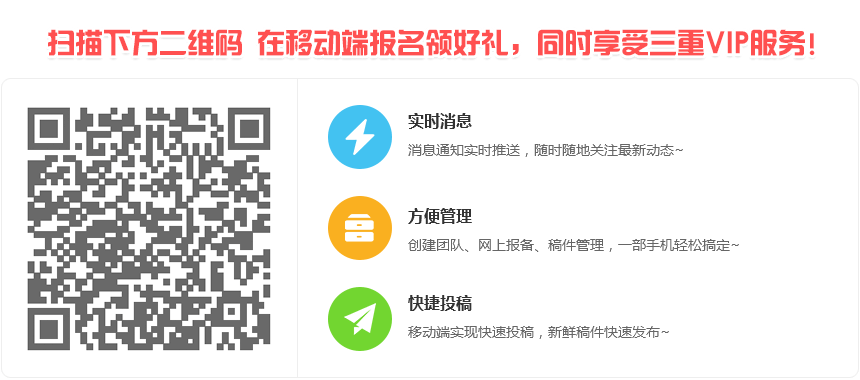 扫描下方二维码 在移动端报名领好礼，同时享受三重VIP服务!
实时消息
消息通知实时推送，随时随地关注最新动态~
方便管理
创建团队、网上报备、稿件管理，一部手机轻松搞定~
快捷投稿
移动端实现快速投稿，新鲜稿件快速发布~